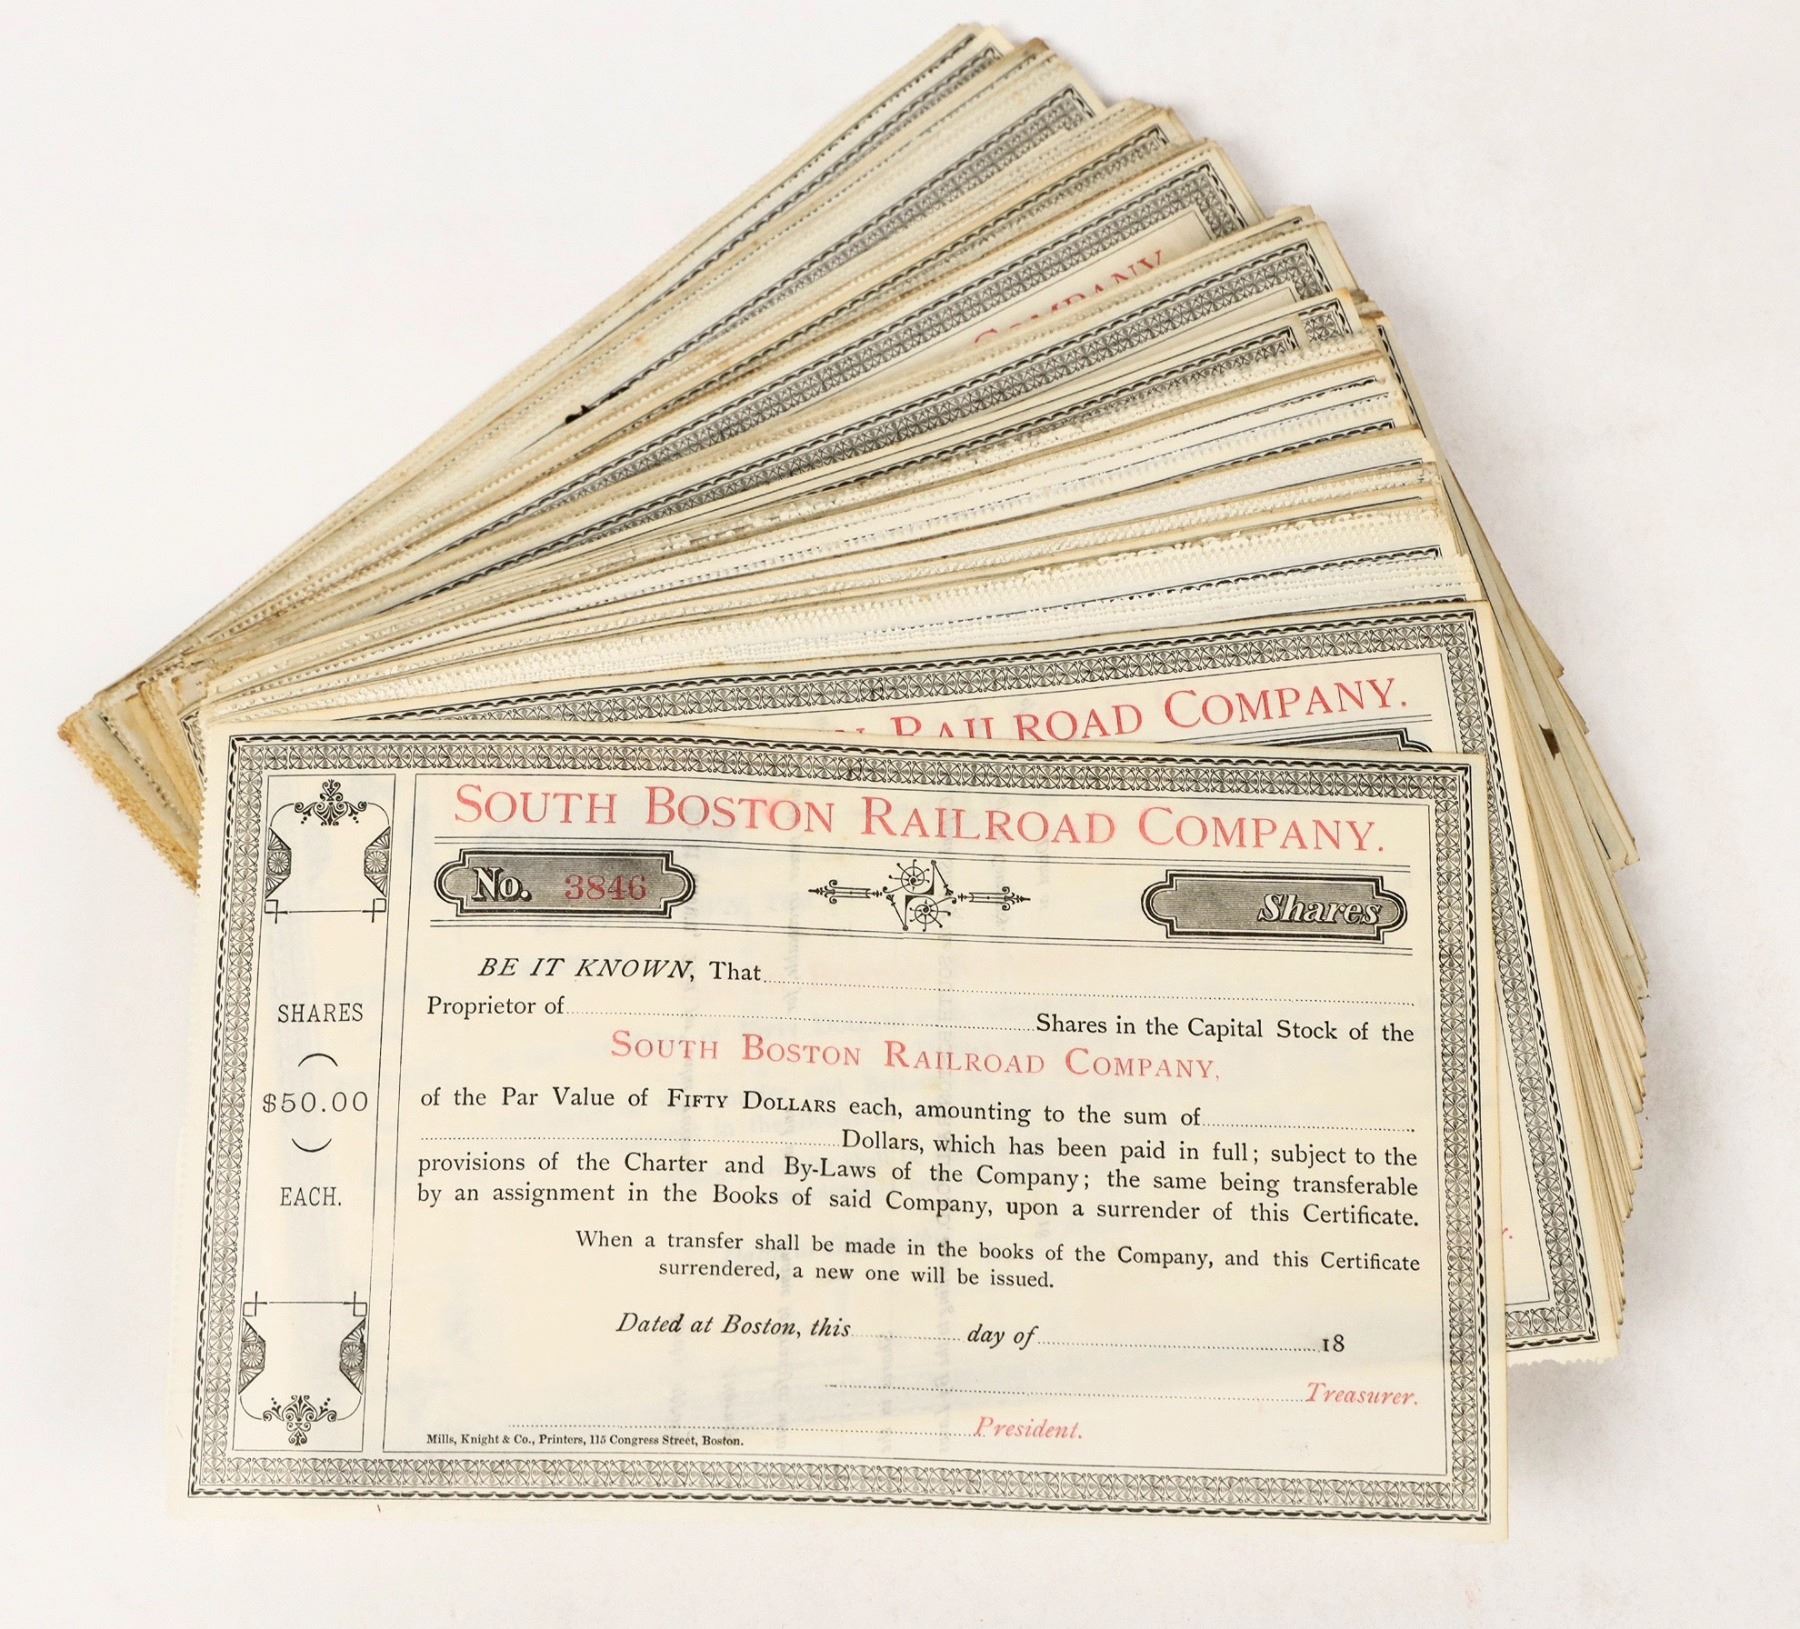 COMPANY
RAILROAD COMPANY.
SOUTH BOSTON RAILROAD COMPANY.
No. 3846
Shares
SHARES
$50.00
EACH.
BE IT KNOWN, That
Proprietor of Shares in the Capital Stock of the
SOUTH BOSTON RAILROAD COMPANY,
of the Par Value of FIFTY DOLLARS each, amounting to the sum of
Dollars, which has been paid in full; subject to the
provisions of the Charter and By-Laws of the Company; the same being transferable
by an assignment in the Books of said Company, upon a surrender of this Certificate.
When a transfer shall be made in the books of the Company, and this Certificate
surrendered, a new one will be issued.
Dated at Boston, this day of 18
Treasurer.
President.
Mills, Knight & Co., Printers, 115 Congress Street, Boston.